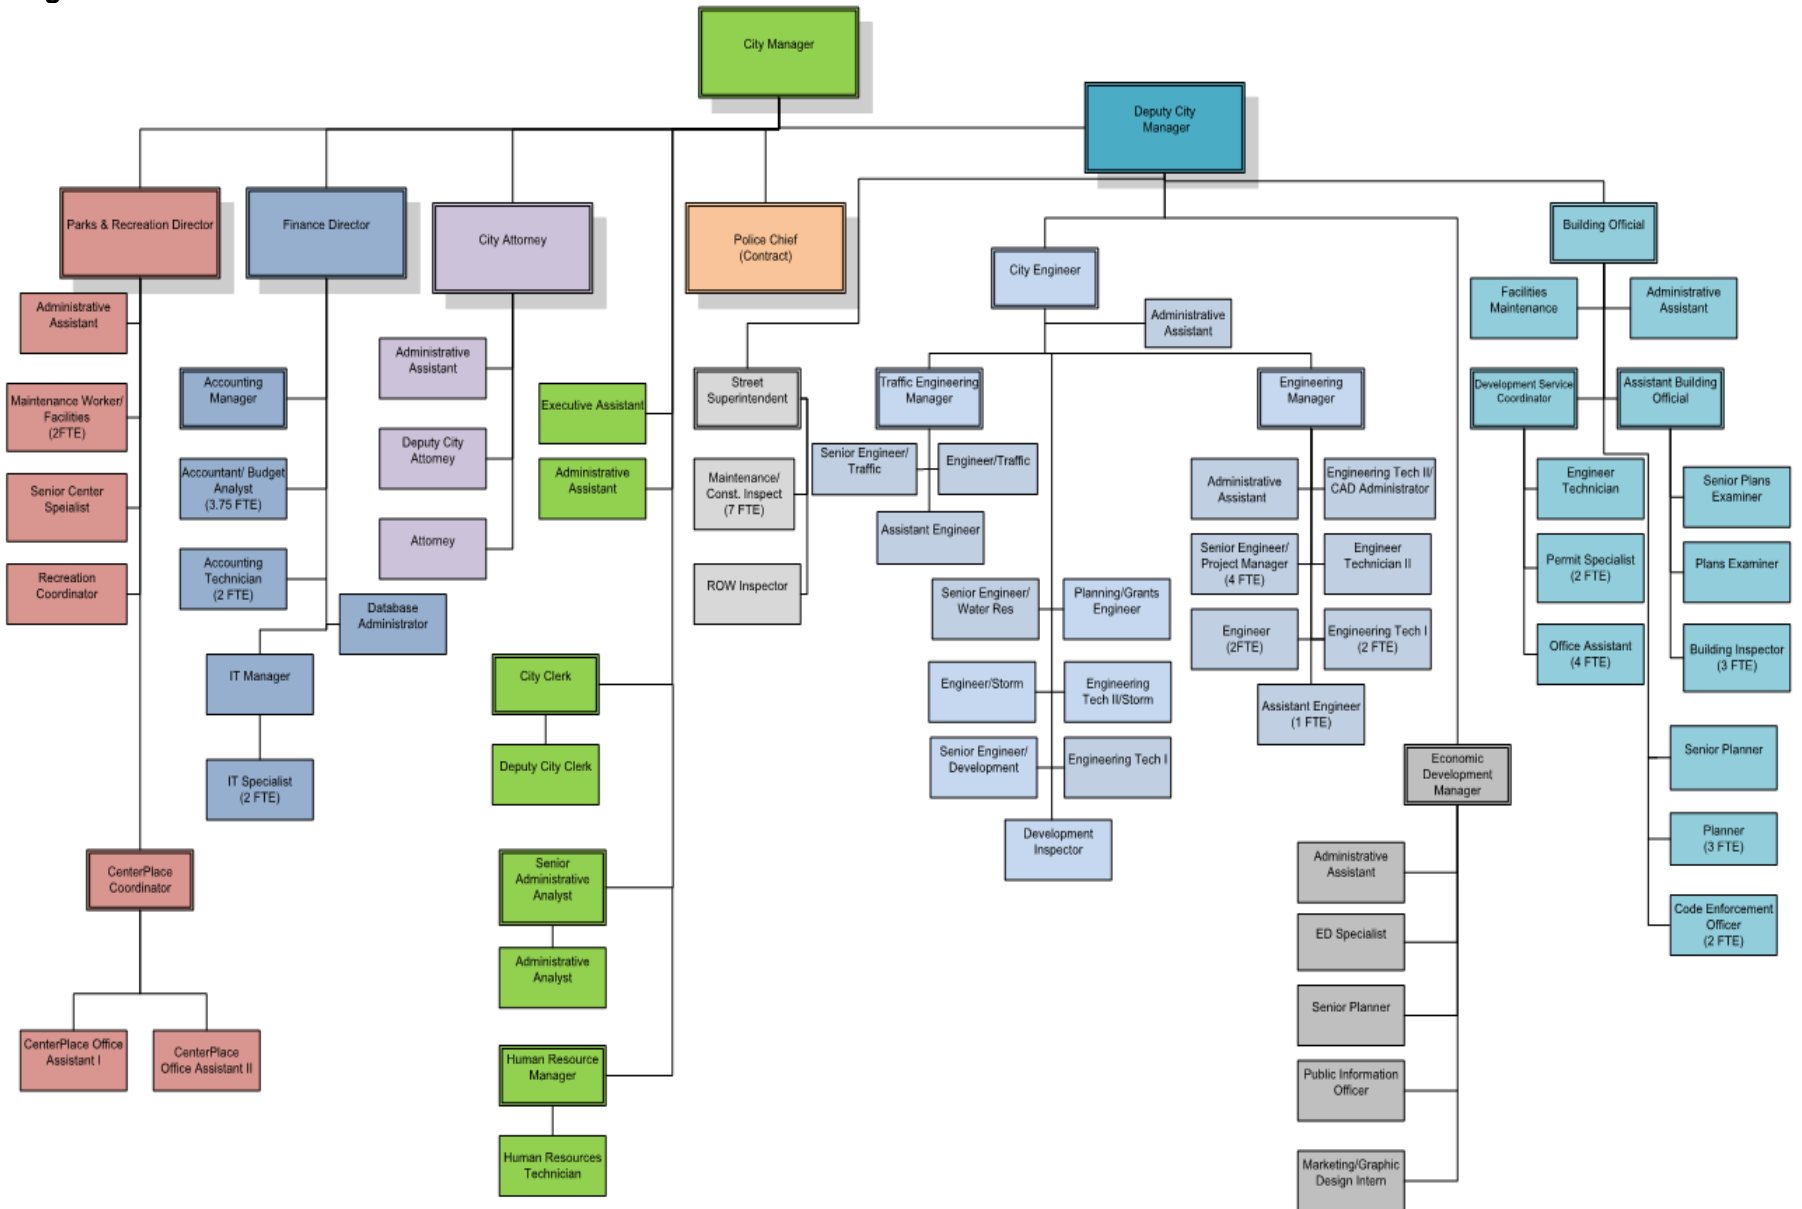 City Manager
Deputy City
Manager
Parks & Recreation Director
Administrative
Assistant
Maintenance Worker/
Facilities
(2FTE)
Senior Center
Speialist
Recreation
Coordinator
CenterPlace
Coordinator
CenterPlace Office
Assistant I
CenterPlace
Office Assistant II
Finance Director
Accounting
Manager
Accountant/ Budget
Analyst
(3.75 FTE)
Accounting
Technician
(2 FTE)
Database
Administrator
IT Manager
IT Specialist
(2 FTE)
City Attorney
Administrative
Assistant
Deputy City
Attorney
Attorney
Executive Assistant
Administrative
Assistant
City Clerk
Deputy City Clerk
Senior
Administrative
Analyst
Administrative
Analyst
Human Resource
Manager
Human Resources
Technician
Police Chief
(Contract)
Street
Superintendent
Maintenance/
Const. Inspect
(7 FTE)
ROW Inspector
City Engineer
Administrative
Assistant
Traffic Engineering
Manager
Senior Engineer/
Traffic
Engineer/Traffic
Assistant Engineer
Senior Engineer/
Water Res
Planning/Grants
Engineer
Engineer/Storm
Engineering
Tech II/Storm
Senior Engineer/
Development
Engineering Tech I
Development
Inspector
Engineering
Manager
Administrative
Assistant
Engineering Tech II/
CAD Administrator
Senior Engineer/
Project Manager
(4 FTE)
Engineer
Technician II
Engineer
(2FTE)
Engineering Tech I
(2 FTE)
Assistant Engineer
(1 FTE)
Economic
Development
Manager
Administrative
Assistant
ED Specialist
Senior Planner
Public Information
Officer
Marketing/Graphic
Design Intern
Building Official
Facilities
Maintenance
Administrative
Assistant
Development Service
Coordinator
Assistant Building
Official
Engineer
Technician
Permit Specialist
(2 FTE)
Office Assistant
(4 FTE)
Senior Plans
Examiner
Plans Examiner
Building Inspector
(3 FTE)
Senior Planner
Planner
(3 FTE)
Code Enforcement
Officer
(2 FTE)